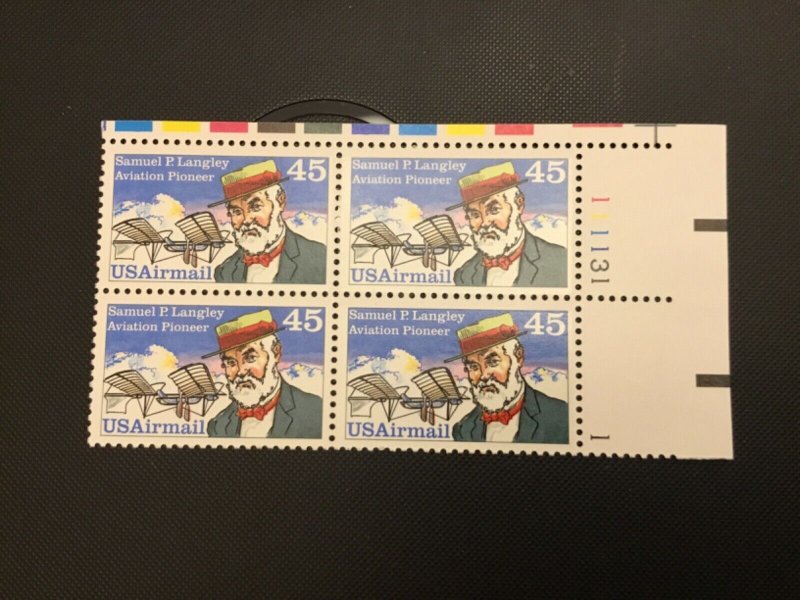 Samuel P. Langley
Aviation Pioneer
45
USAirmail
Samuel P. Langley
Aviation Pioneer
45
USAirmail
111131
Samuel P. Langley
Aviation Pioneer
45
USAirmail
Samuel P. Langley
Aviation Pioneer
45
USAirmail
1